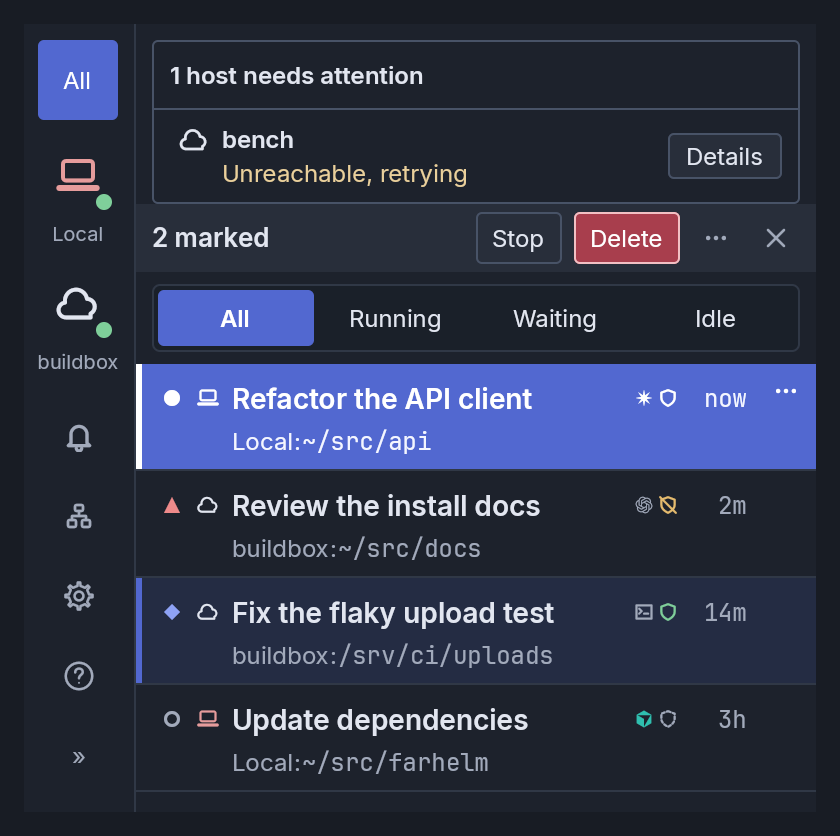 All
Local
buildbox
»
1 host needs attention
bench
Unreachable, retrying
Details
2 marked
Stop
Delete
All
Running
Waiting
Idle
Refactor the API client
now
Local:~/src/api
Review the install docs
2m
buildbox:~/src/docs
Fix the flaky upload test
14m
buildbox:/srv/ci/uploads
Update dependencies
3h
Local:~/src/farhelm